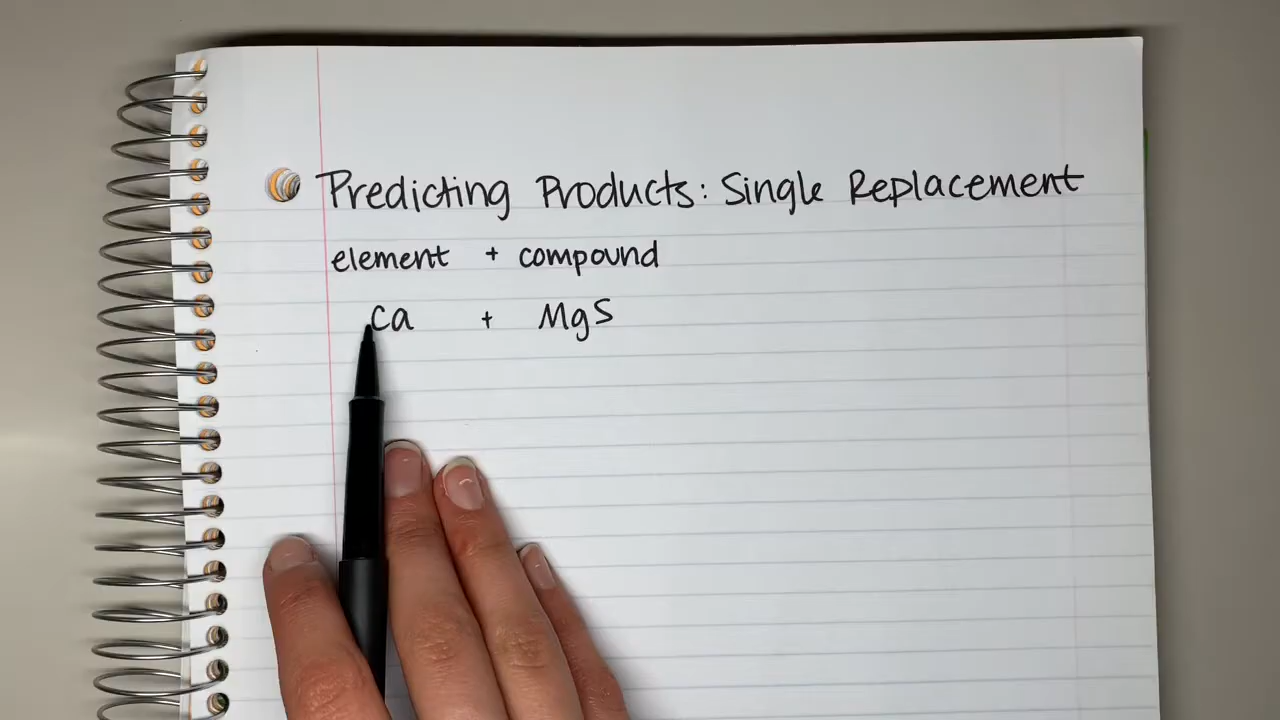 Predicting Products: Single Replacement
element + compound
Ca + MgS